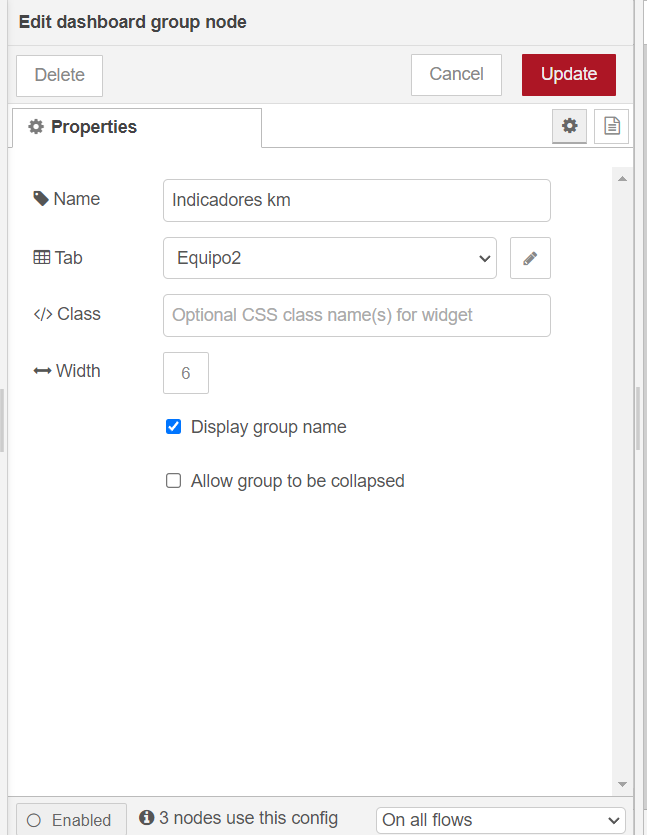 Edit dashboard group node
Delete
Cancel
Update
Properties
Name
Indicadores km
Tab
Equipo2
</> Class
Optional CSS class name(s) for widget
Width
6
Display group name
Allow group to be collapsed
Enabled
3 nodes use this config
On all flows